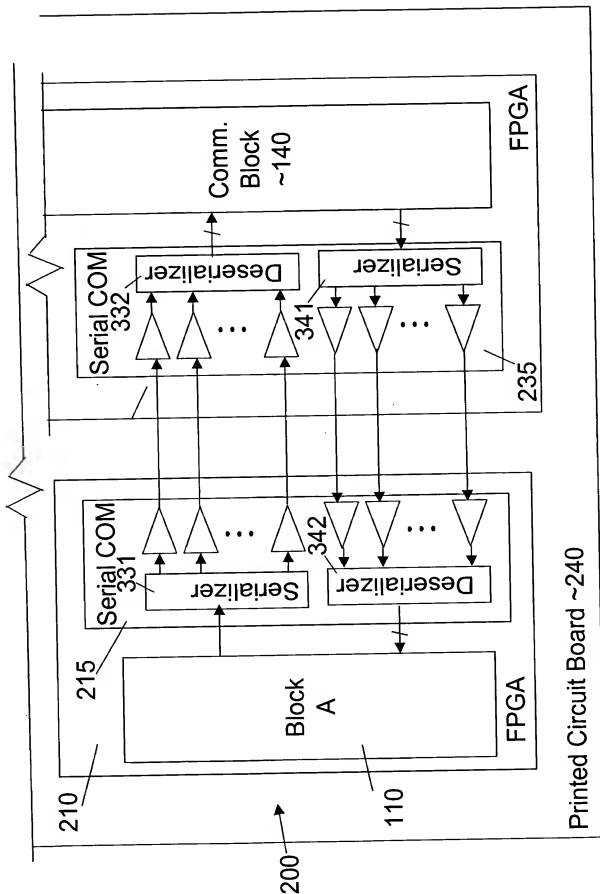 FPGA
Comm.
Block
~140
Serial COM
332
Deserializer
341
Serializer
235
Serial COM
331
Serializer
342
Deserializer
215
210
Block
A
FPGA
110
200
Printed Circuit Board ~240